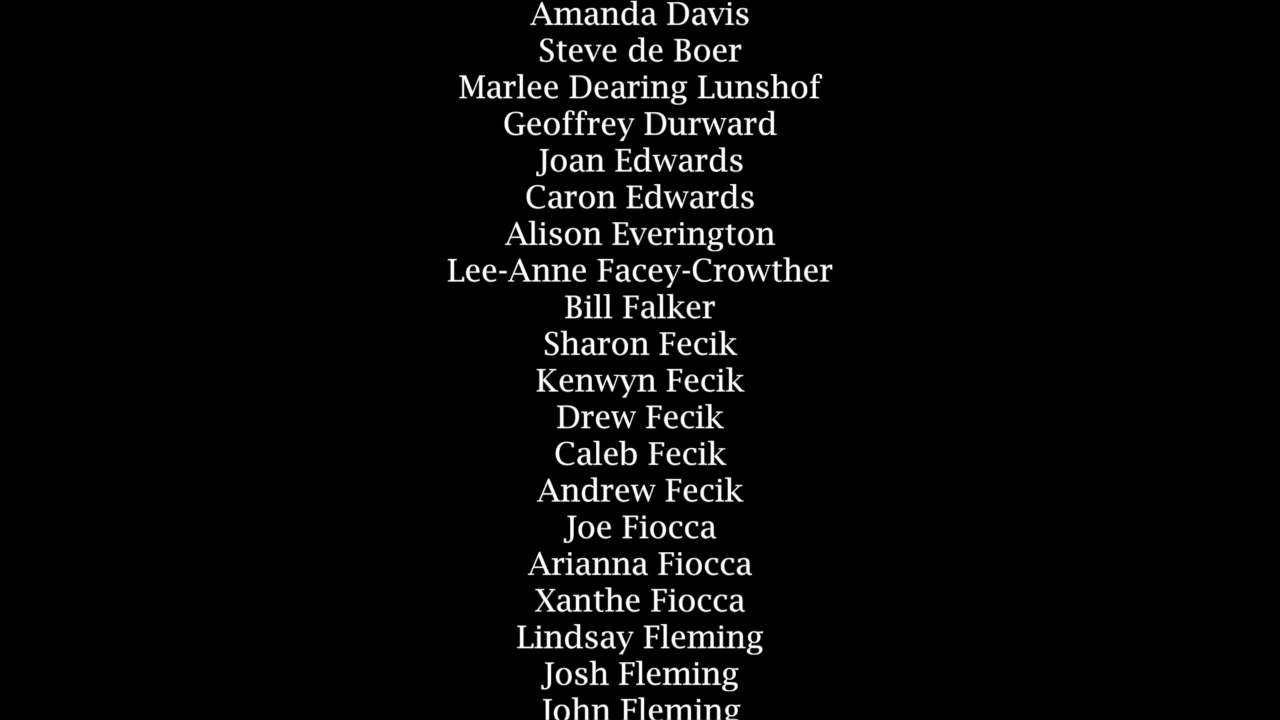 Amanda Davis
Steve de Boer
Marlee Dearing Lunshof
Geoffrey Durward
Joan Edwards
Caron Edwards
Alison Everington
Lee-Anne Facey-Crowther
Bill Falker
Sharon Fecik
Kenwyn Fecik
Drew Fecik
Caleb Fecik
Andrew Fecik
Joe Fiocca
Arianna Fiocca
Xanthe Fiocca
Lindsay Fleming
Josh Fleming
John Fleming